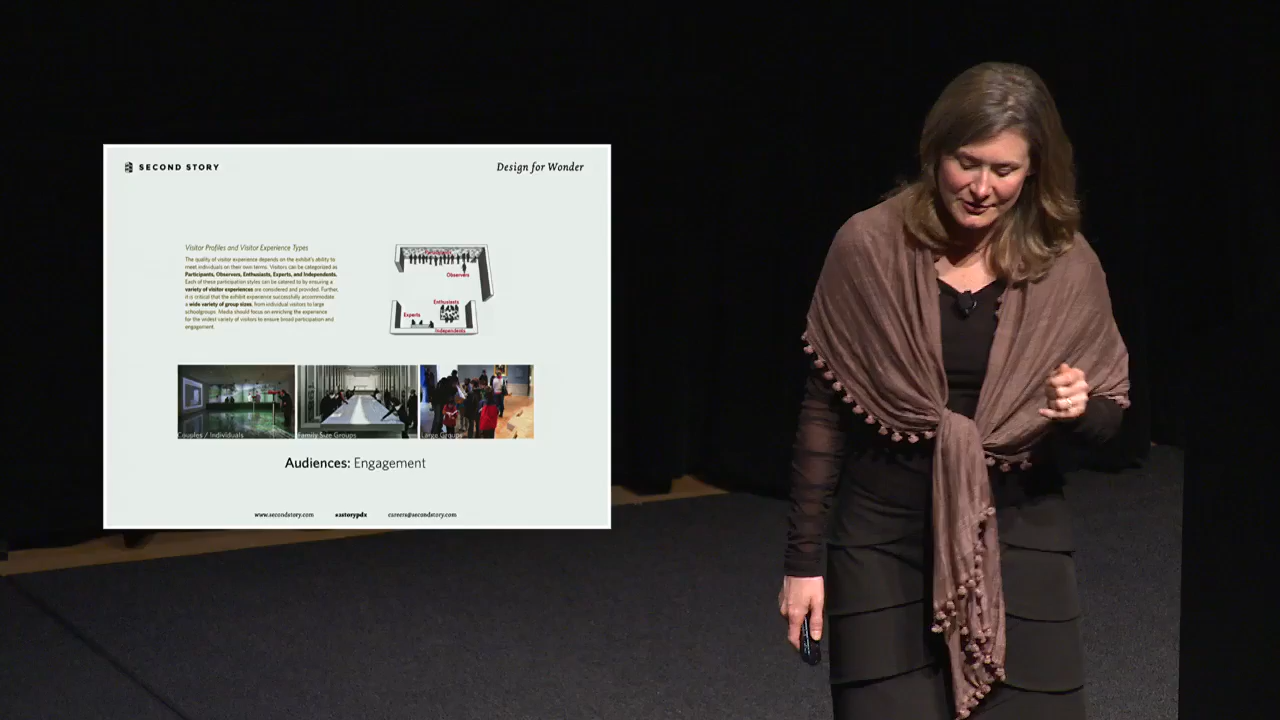 SECOND STORY
Design for Wonder
Visitor Profiles and Visitor Experience Types
The quality of visitor experience depends on the exhibit's ability to
meet individuals on their own terms. Visitors can be categorized as
Participants, Observers, Enthusiasts, Experts, and Independents.
Each of these participation styles can be catered to by ensuring a
variety of visitor experiences are considered and provided. Further,
it is critical that the exhibit experience successfully accommodate
a wide variety of group sizes, from individual visitors to large
schoolgroups. Media should focus on enriching the experience
for the widest variety of visitors to ensure broad participation and
engagement.
Participants
Observers
Enthusiasts
Experts
Independents
Couples / Individuals
Family Size Groups
Large Groups
Audiences: Engagement
www.secondstory.com
careers@secondstory.com